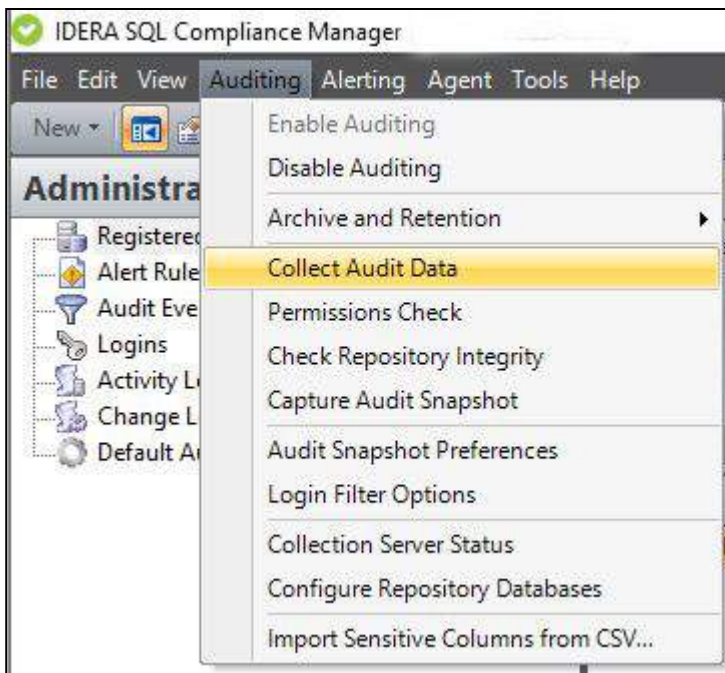 IDERA SQL Compliance Manager
File Edit View Auditing Alerting Agent Tools Help
New
Administra
Registered
Alert Rule
Audit Eve
Logins
Activity L
Change L
Default A
Enable Auditing
Disable Auditing
Archive and Retention
Collect Audit Data
Permissions Check
Check Repository Integrity
Capture Audit Snapshot
Audit Snapshot Preferences
Login Filter Options
Collection Server Status
Configure Repository Databases
Import Sensitive Columns from CSV...